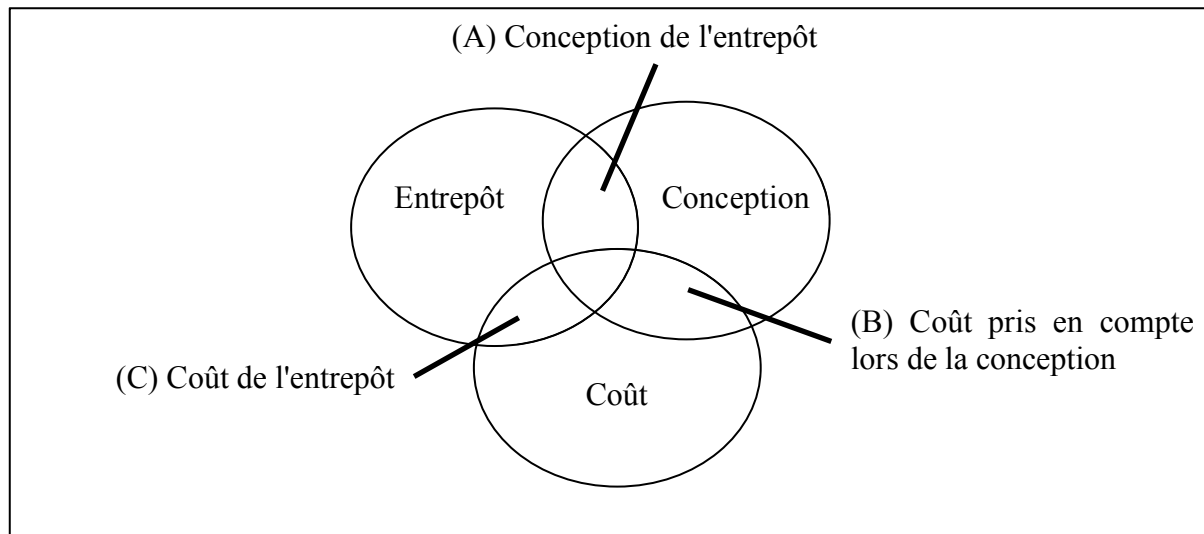 (A) Conception de l'entrepôt
Entrepôt
Conception
(B) Coût pris en compte
lors de la conception
(C) Coût de l'entrepôt
Coût